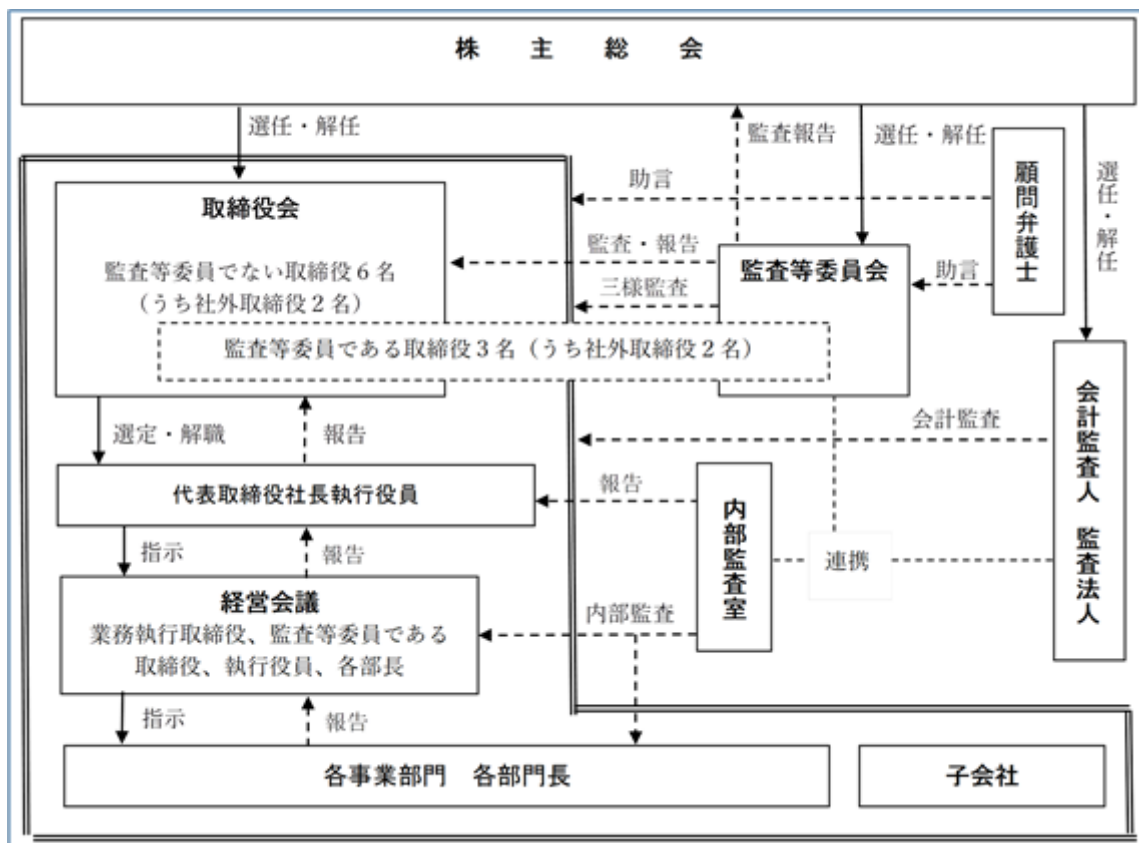 株主総会
選任・解任
監査報告
選任・解任
選任・解任
顧問弁護士
助言
取締役会
監査等委員でない取締役６名
（うち社外取締役２名）
監査・報告
三様監査
監査等委員会
助言
監査等委員である取締役３名（うち社外取締役２名）
選定・解職
報告
会計監査
会計監査人　監査法人
代表取締役社長執行役員
報告
内部監査室
連携
指示
報告
経営会議
業務執行取締役、監査等委員である
取締役、執行役員、各部長
内部監査
指示
報告
各事業部門　各部門長
子会社